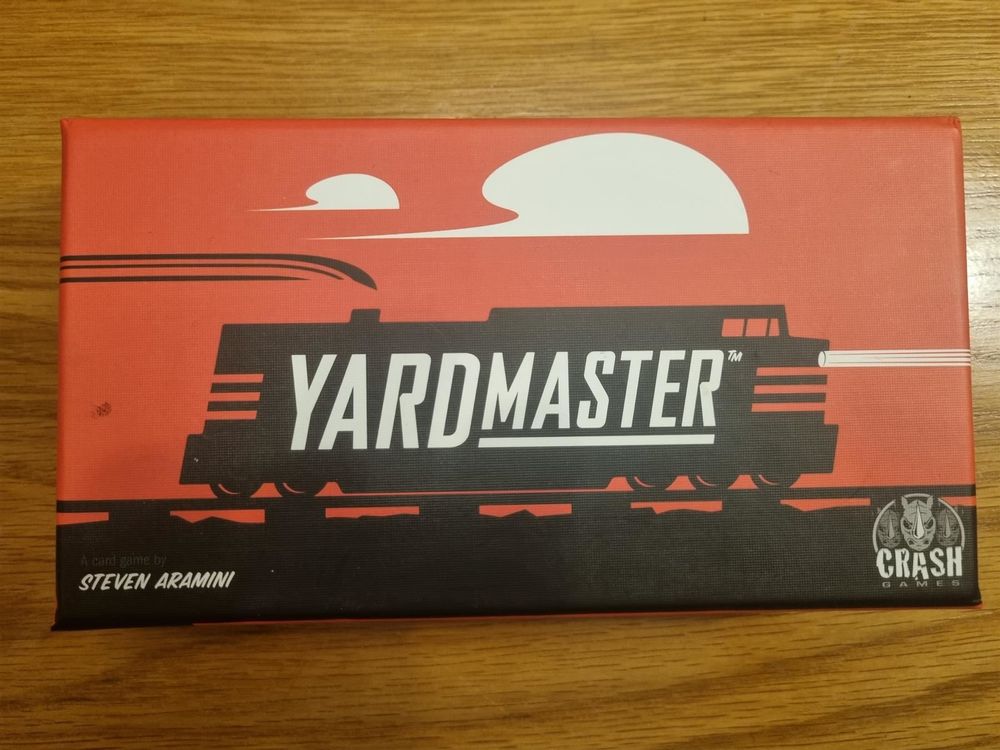 YARDMASTER™
A card game by
STEVEN ARAMINI
CRASH
GAMES